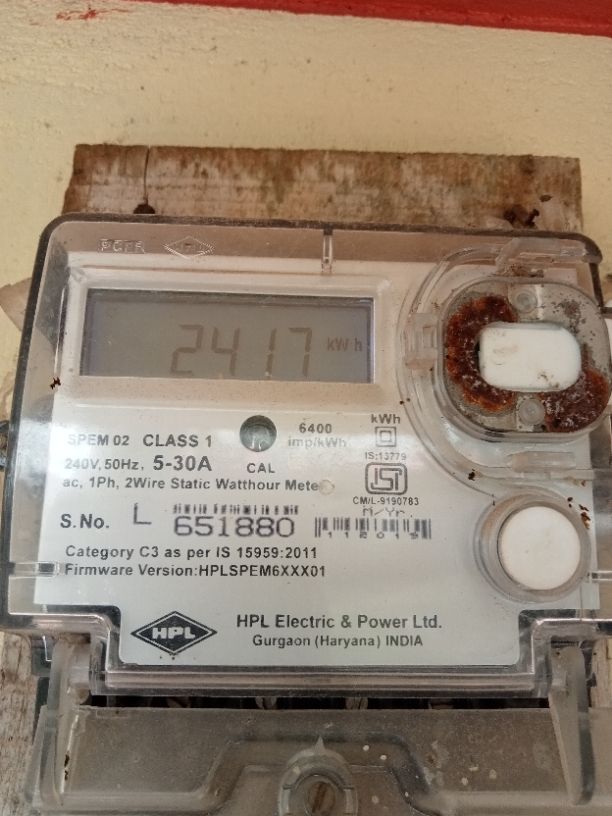 HPL
2417 kWh
SPEM 02 CLASS 1
6400 imp/kWh
kWh
240V, 50Hz, 5-30A
CAL
IS:13779
ac, 1Ph, 2Wire Static Watthour Meter
CM/L-9190783
S.No. L 651880
M/Yr.
112019
Category C3 as per IS 15959:2011
Firmware Version:HPLSPEM6XXX01
HPL
HPL Electric & Power Ltd.
Gurgaon (Haryana) INDIA